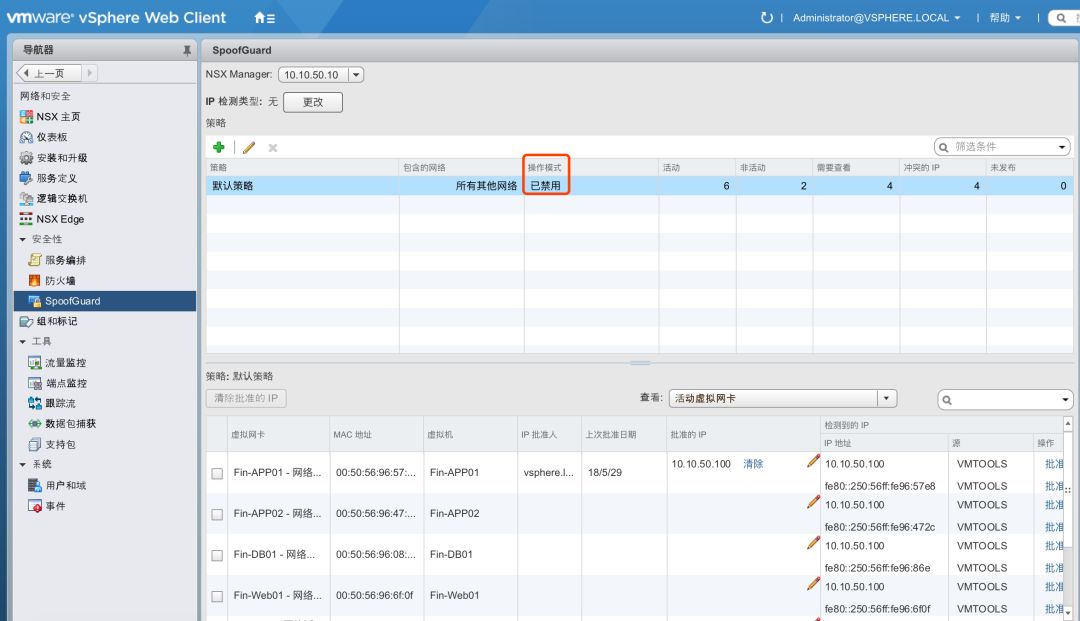 vmware® vSphere Web Client
Administrator@VSPHERE.LOCAL
帮助
导航器
上一页
网络和安全
NSX 主页
仪表板
安装和升级
服务定义
逻辑交换机
NSX Edge
安全性
服务编排
防火墙
SpoofGuard
组和标记
工具
流量监控
端点监控
跟踪流
数据包捕获
支持包
系统
用户和域
事件
SpoofGuard
NSX Manager: 10.10.50.10
IP 检测类型: 无 更改
策略
筛选条件
策略 包含的网络 操作模式 活动 非活动 需要查看 冲突的 IP 未发布
默认策略 所有其他网络 已禁用 6 2 4 4 0
策略: 默认策略
清除批准的 IP 查看: 活动虚拟网卡
虚拟网卡 MAC 地址 虚拟机 IP 批准人 上次批准日期 批准的 IP 检测到的 IP
IP 地址 源 操作
Fin-APP01 - 网络... 00:50:56:96:57:... Fin-APP01 vsphere.l... 18/5/29 10.10.50.100 清除 10.10.50.100 VMTOOLS 批准
fe80::250:56ff:fe96:57e8 VMTOOLS 批准
Fin-APP02 - 网络... 00:50:56:96:47:... Fin-APP02 10.10.50.100 VMTOOLS 批准
fe80::250:56ff:fe96:472c VMTOOLS 批准
Fin-DB01 - 网络... 00:50:56:96:08:... Fin-DB01 10.10.50.100 VMTOOLS 批准
fe80::250:56ff:fe96:86e VMTOOLS 批准
Fin-Web01 - 网络... 00:50:56:96:6f:0f Fin-Web01 10.10.50.100 VMTOOLS 批准
fe80::250:56ff:fe96:6f0f VMTOOLS 批准